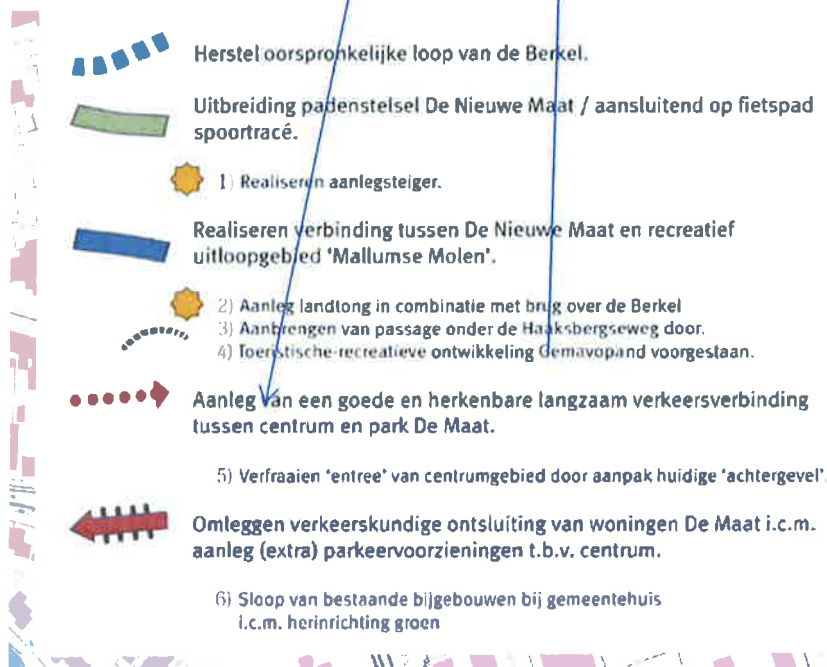 Herstel oorspronkelijke loop van de Berkel.
Uitbreiding padenstelsel De Nieuwe Maat / aansluitend op fietspad
spoortracé.
1) Realiseren aanlegsteiger.
Realiseren verbinding tussen De Nieuwe Maat en recreatief
uitloopgebied ‘Mallumse Molen’.
2) Aanleg landtong in combinatie met brug over de Berkel
3) Aanbrengen van passage onder de Haaksbergseweg door.
4) Toeristische-recreatieve ontwikkeling Gemavopand voorgestaan.
Aanleg van een goede en herkenbare langzaam verkeersverbinding
tussen centrum en park De Maat.
5) Verfraaien ‘entree’ van centrumgebied door aanpak huidige ‘achtergevel’.
Omleggen verkeerskundige ontsluiting van woningen De Maat i.c.m.
aanleg (extra) parkeervoorzieningen t.b.v. centrum.
6) Sloop van bestaande bijgebouwen bij gemeentehuis
i.c.m. herinrichting groen